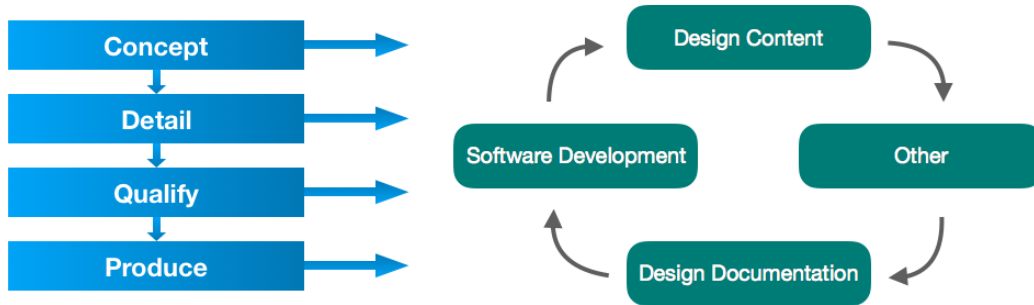 Concept
Detail
Qualify
Produce
Design Content
Software Development
Other
Design Documentation